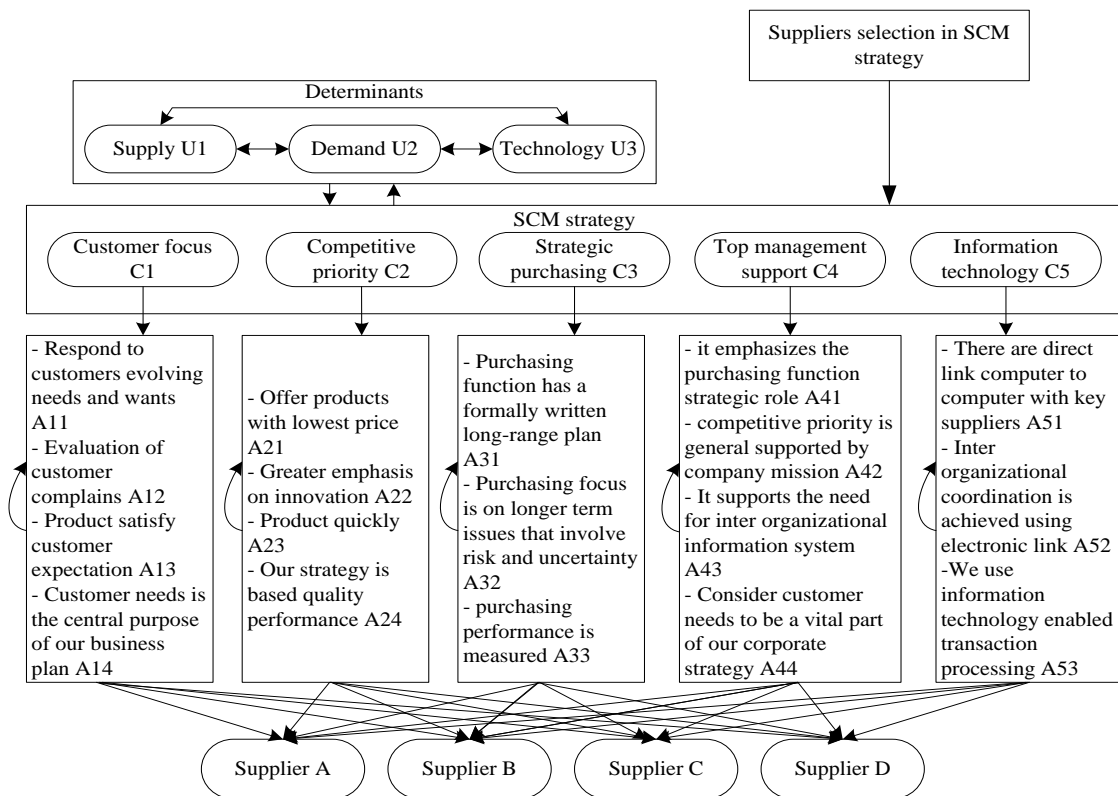 Suppliers selection in SCM
strategy
Determinants
Supply U1
Demand U2
Technology U3
SCM strategy
Customer focus
C1
Competitive
priority C2
Strategic
purchasing C3
Top management
support C4
Information
technology C5
- Respond to
customers evolving
needs and wants
A11
- Evaluation of
customer
complains A12
- Product satisfy
customer
expectation A13
- Customer needs is
the central purpose
of our business
plan A14
- Offer products
with lowest price
A21
- Greater emphasis
on innovation A22
- Product quickly
A23
- Our strategy is
based quality
performance A24
- Purchasing
function has a
formally written
long-range plan
A31
- Purchasing focus
is on longer term
issues that involve
risk and uncertainty
A32
- purchasing
performance is
measured A33
- it emphasizes the
purchasing function
strategic role A41
- competitive priority is
general supported by
company mission A42
- It supports the need
for inter organizational
information system
A43
- Consider customer
needs to be a vital part
of our corporate
strategy A44
- There are direct
link computer to
computer with key
suppliers A51
- Inter
organizational
coordination is
achieved using
electronic link A52
-We use
information
technology enabled
transaction
processing A53
Supplier A
Supplier B
Supplier C
Supplier D